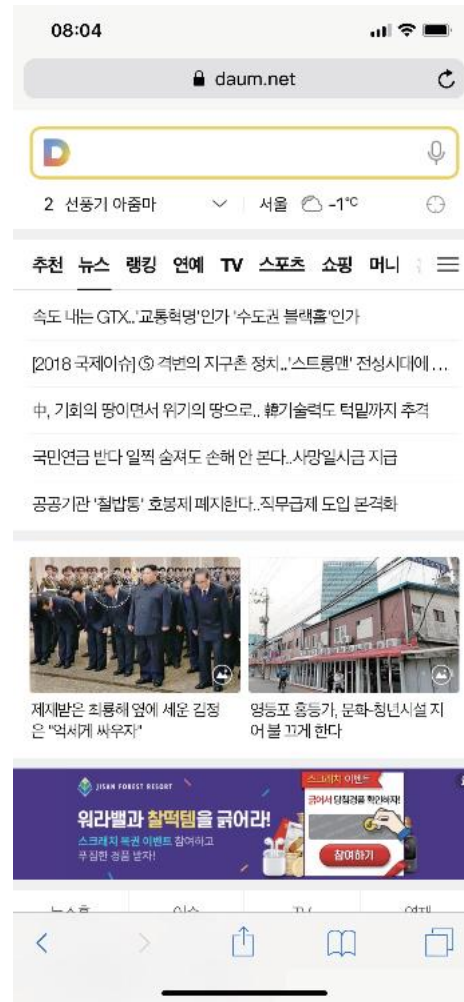 08:04
daum.net
D
2 선풍기 아줌마 서울 -1°C
추천 뉴스 랭킹 연예 TV 스포츠 쇼핑 머니
속도 내는 GTX..'교통혁명'인가 '수도권 블랙홀'인가
[2018 국제이슈] ⑤ 격변의 지구촌 정치..'스트롱맨' 전성시대에 ...
中, 기회의 땅이면서 위기의 땅으로.. 韓기술력도 턱밑까지 추격
국민연금 받다 일찍 숨져도 손해 안 본다..사망일시금 지급
공공기관 '철밥통' 호봉제 폐지한다..직무급제 도입 본격화
제재받은 최룡해 옆에 세운 김정
은 "억세게 싸우자"
영등포 홍등가, 문화·청년시설 지
어 불 끄게 한다
JISAN FOREST RESORT
워라밸과 찰떡템을 긁어라!
스크래치 복권 이벤트 참여하고
푸짐한 경품 받자!
스크래치 이벤트
긁어서 당첨경품 확인하자!
참여하기